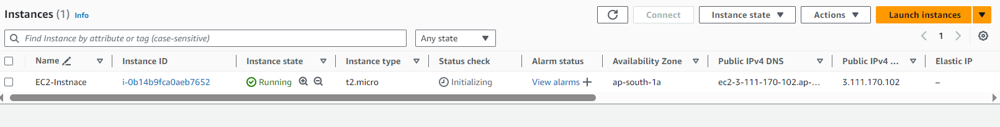 Instances (1) Info
Connect
Instance state
Actions
Launch instances
Find Instance by attribute or tag (case-sensitive)
Any state
1
Name Instance ID Instance state Instance type Status check Alarm status Availability Zone Public IPv4 DNS Public IPv4 ... Elastic IP
EC2-Instnace i-0b14b9fca0aeb7652 Running t2.micro Initializing View alarms + ap-south-1a ec2-3-111-170-102.ap-... 3.111.170.102 –